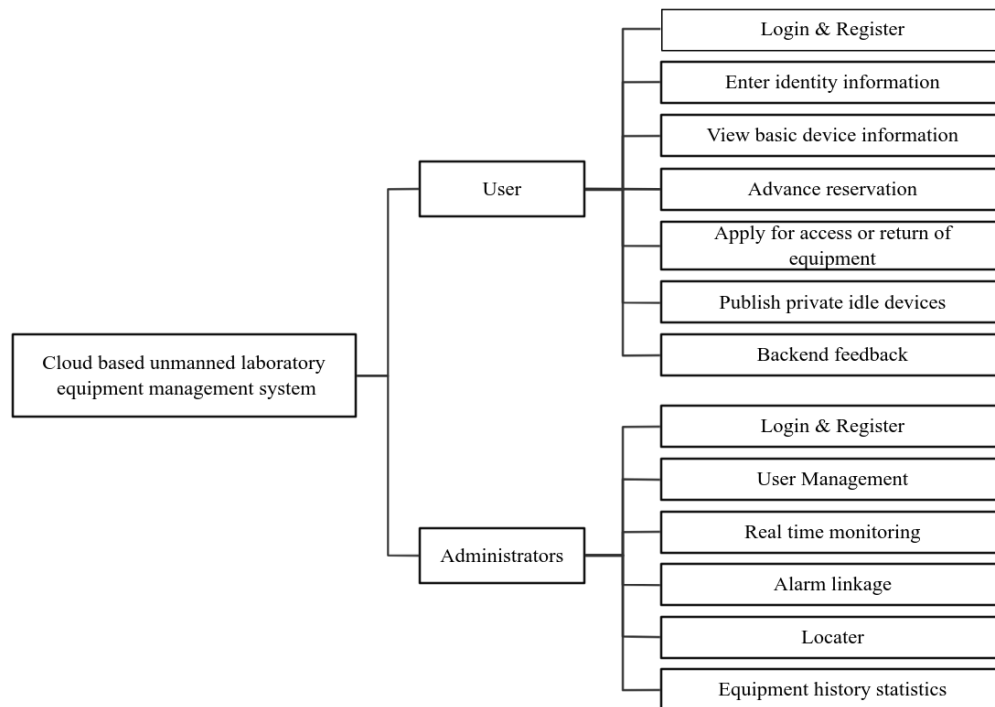 Cloud based unmanned laboratory
equipment management system
User
Login & Register
Enter identity information
View basic device information
Advance reservation
Apply for access or return of
equipment
Publish private idle devices
Backend feedback
Administrators
Login & Register
User Management
Real time monitoring
Alarm linkage
Locater
Equipment history statistics